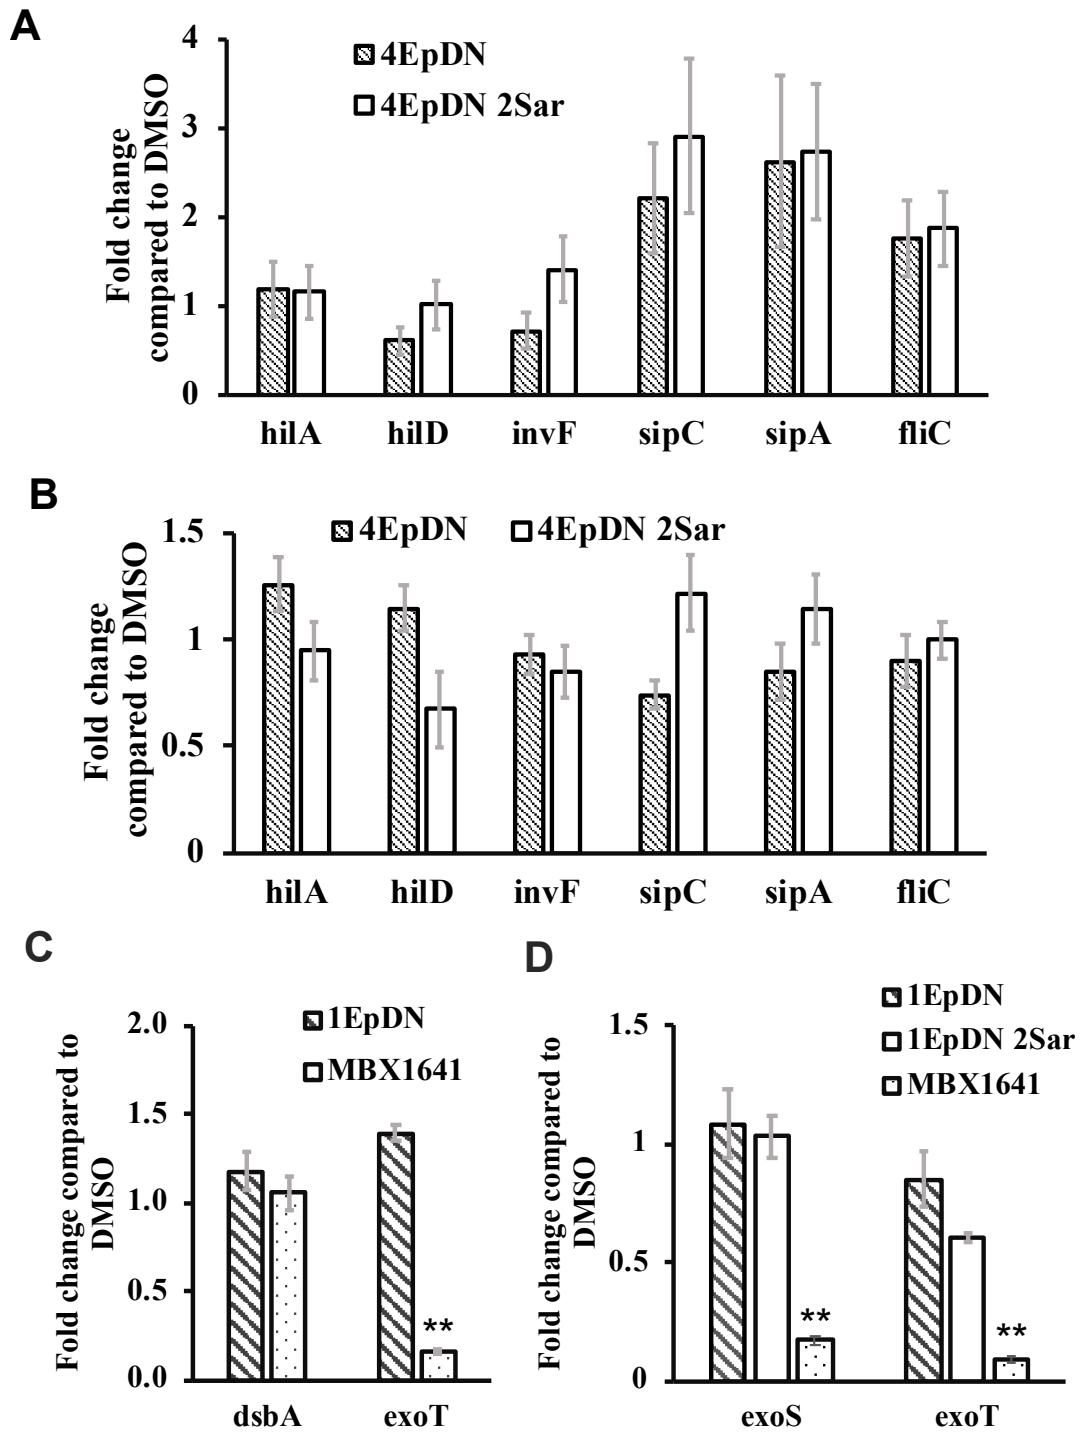 A
4EpDN
4EpDN 2Sar
Fold change
compared to DMSO
4
3
2
1
0
hilA hilD invF sipC sipA fliC
B
4EpDN 4EpDN 2Sar
Fold change
compared to DMSO
1.5
1
0.5
0
hilA hilD invF sipC sipA fliC
C
1EpDN
MBX1641
Fold change compared to
DMSO
2.0
1.5
1.0
0.5
0.0
**
dsbA exoT
D
1EpDN
1EpDN 2Sar
MBX1641
Fold change compared to
DMSO
1.5
1
0.5
0
**
**
exoS exoT